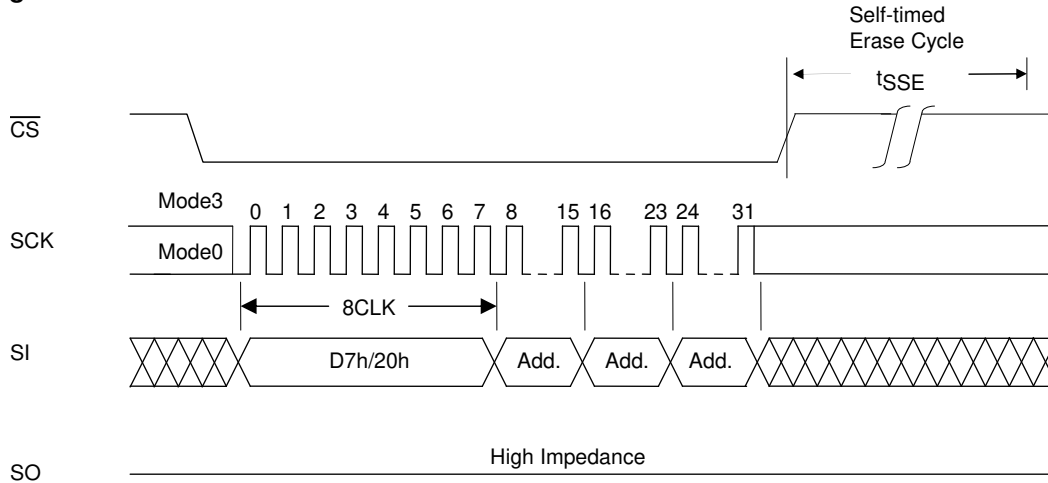 Self-timed
Erase Cycle
tSSE
CS
Mode3
0 1 2 3 4 5 6 7 8 15 16 23 24 31
SCK
Mode0
8CLK
SI
D7h/20h Add. Add. Add.
High Impedance
SO